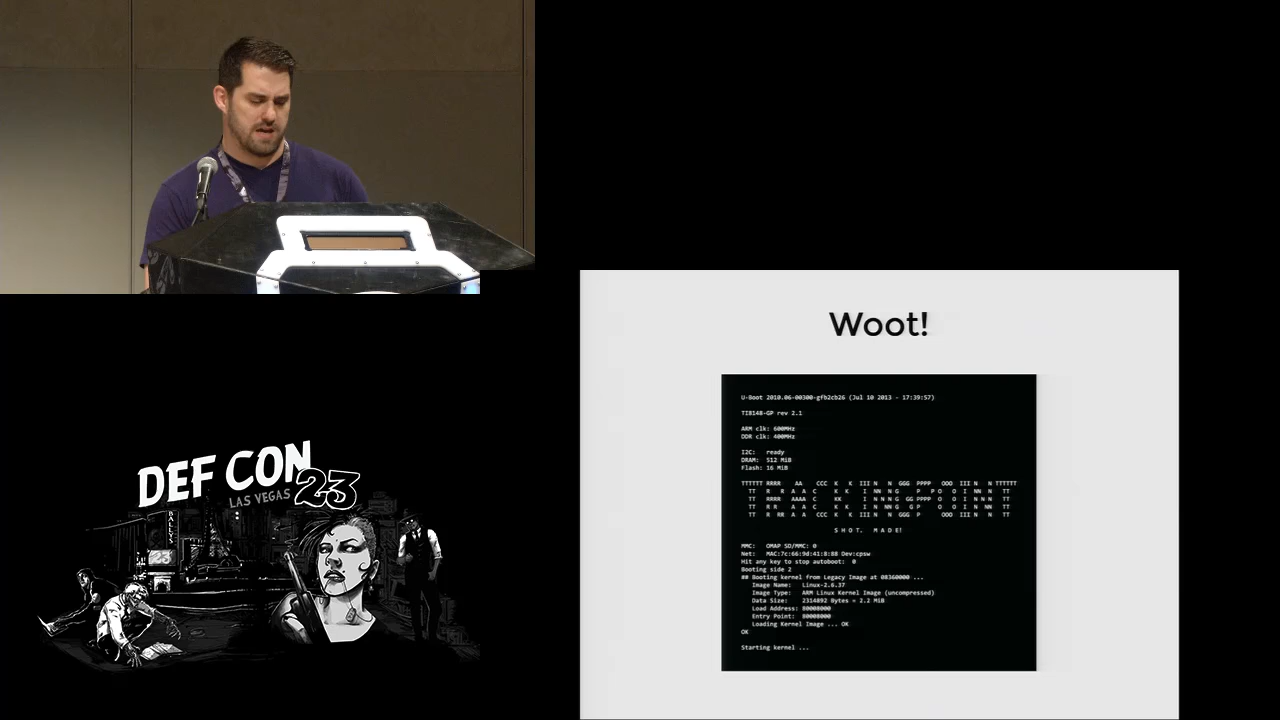 Woot!
U-Boot 2010.06-00300-gfb2cb26 (Jul 10 2013 - 17:39:57)
TI8148-GP rev 2.1
ARM clk: 600MHz
DDR clk: 400MHz
I2C: ready
DRAM: 512 MiB
Flash: 16 MiB
TRACKINGPOINT
SHOT. MADE!
MMC: OMAP SD/MMC: 0
Net: MAC:7c:66:9d:41:8:88 Dev:cpsw
Hit any key to stop autoboot: 0
Booting side 2
## Booting kernel from Legacy Image at 08360000 ...
Image Name: Linux-2.6.37
Image Type: ARM Linux Kernel Image (uncompressed)
Data Size: 2314892 Bytes = 2.2 MiB
Load Address: 80008000
Entry Point: 80008000
Loading Kernel Image ... OK
OK
Starting kernel ...
DEF CON
LAS VEGAS 23
BALLYS
23